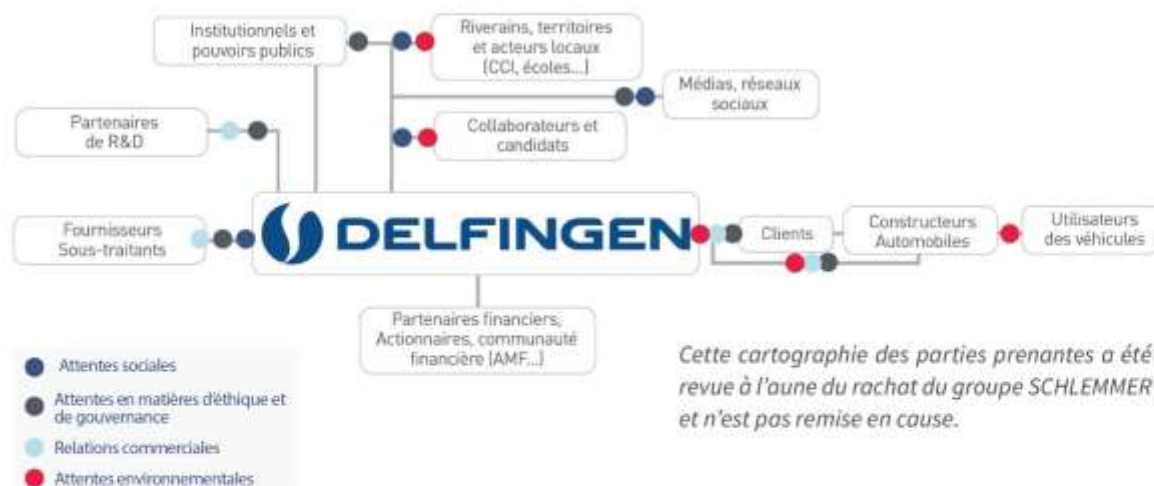 Institutionnels et
pouvoirs publics
Riverains, territoires
et acteurs locaux
(CCI, écoles...)
Médias, réseaux
sociaux
Partenaires
de R&D
Collaborateurs et
candidats
Fournisseurs
Sous-traitants
DELFINGEN
Clients
Constructeurs
Automobiles
Utilisateurs
des véhicules
Partenaires financiers,
Actionnaires, communauté
financière (AMF...)
Attentes sociales
Attentes en matières d'éthique et
de gouvernance
Relations commerciales
Attentes environnementales
Cette cartographie des parties prenantes a été
revue à l'aune du rachat du groupe SCHLEMMER
et n'est pas remise en cause.